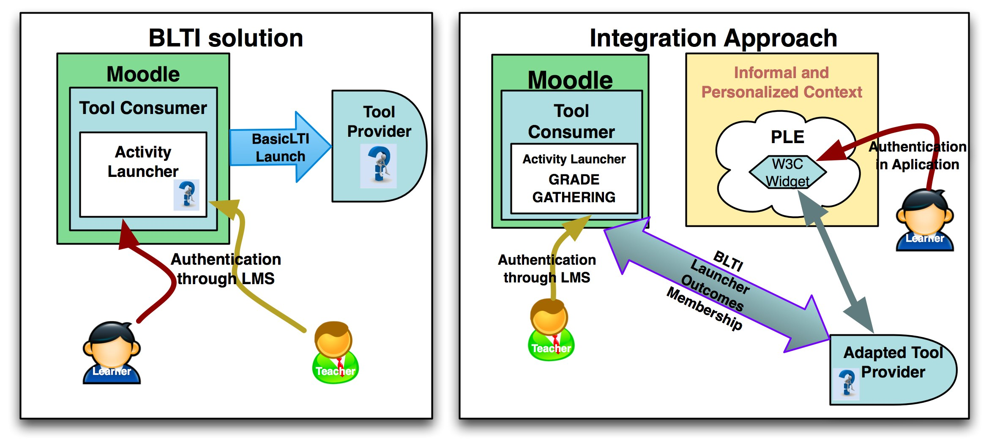 BLTI solution
Moodle
Tool Consumer
Activity
Launcher
BasicLTI
Launch
Tool
Provider
Authentication
through LMS
Learner
Teacher
Integration Approach
Moodle
Tool
Consumer
Activity Launcher
GRADE
GATHERING
Informal and
Personalized Context
PLE
W3C
Widget
Authentication
in Aplication
Learner
Authentication
through LMS
Teacher
BLTI
Launcher
Outcomes
Membership
Adapted Tool
Provider